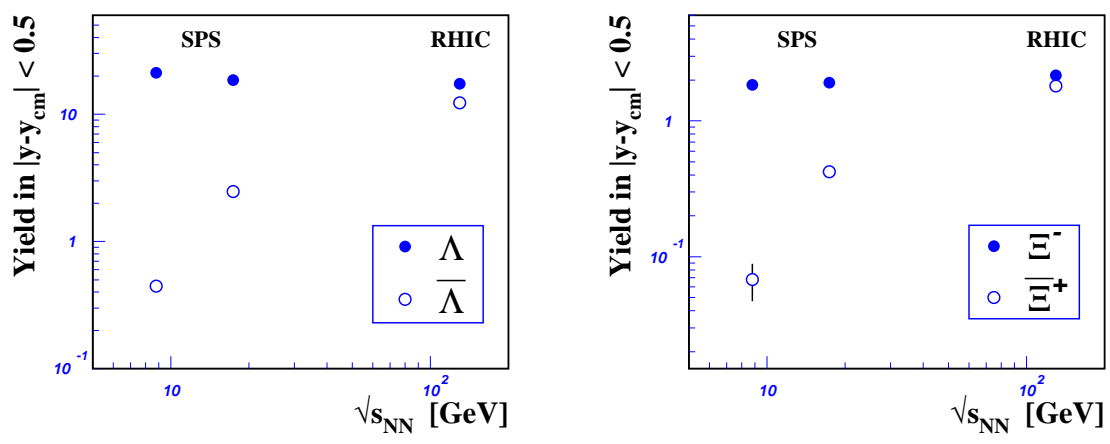 Yield in |y-y_cm| < 0.5
SPS
RHIC
10
1
10^-1
Λ
Λ̅
10
10^2
√s_NN [GeV]
Yield in |y-y_cm| < 0.5
SPS
RHIC
1
10^-1
Ξ^-
Ξ̅^+
10
10^2
√s_NN [GeV]